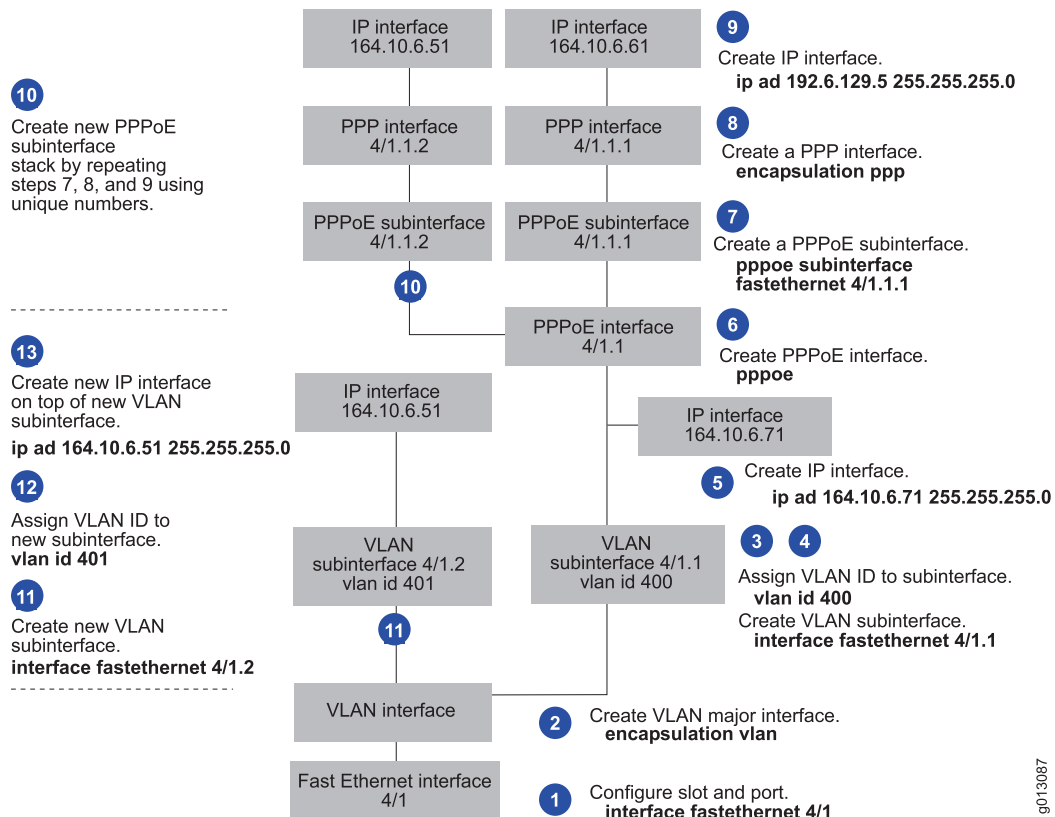 IP interface
164.10.6.51
IP interface
164.10.6.61
9
Create IP interface.
ip ad 192.6.129.5 255.255.255.0
10
Create new PPPoE
subinterface
stack by repeating
steps 7, 8, and 9 using
unique numbers.
PPP interface
4/1.1.2
PPP interface
4/1.1.1
8
Create a PPP interface.
encapsulation ppp
PPPoE subinterface
4/1.1.2
PPPoE subinterface
4/1.1.1
7
Create a PPPoE subinterface.
pppoe subinterface
fastethernet 4/1.1.1
10
PPPoE interface
4/1.1
6
Create PPPoE interface.
pppoe
13
Create new IP interface
on top of new VLAN
subinterface.
ip ad 164.10.6.51 255.255.255.0
IP interface
164.10.6.51
IP interface
164.10.6.71
5
Create IP interface.
ip ad 164.10.6.71 255.255.255.0
12
Assign VLAN ID to
new subinterface.
vlan id 401
VLAN
subinterface 4/1.2
vlan id 401
VLAN
subinterface 4/1.1
vlan id 400
3 4
Assign VLAN ID to subinterface.
vlan id 400
Create VLAN subinterface.
interface fastethernet 4/1.1
11
Create new VLAN
subinterface.
interface fastethernet 4/1.2
11
VLAN interface
2
Create VLAN major interface.
encapsulation vlan
Fast Ethernet interface
4/1
1
Configure slot and port.
interface fastethernet 4/1
g013087